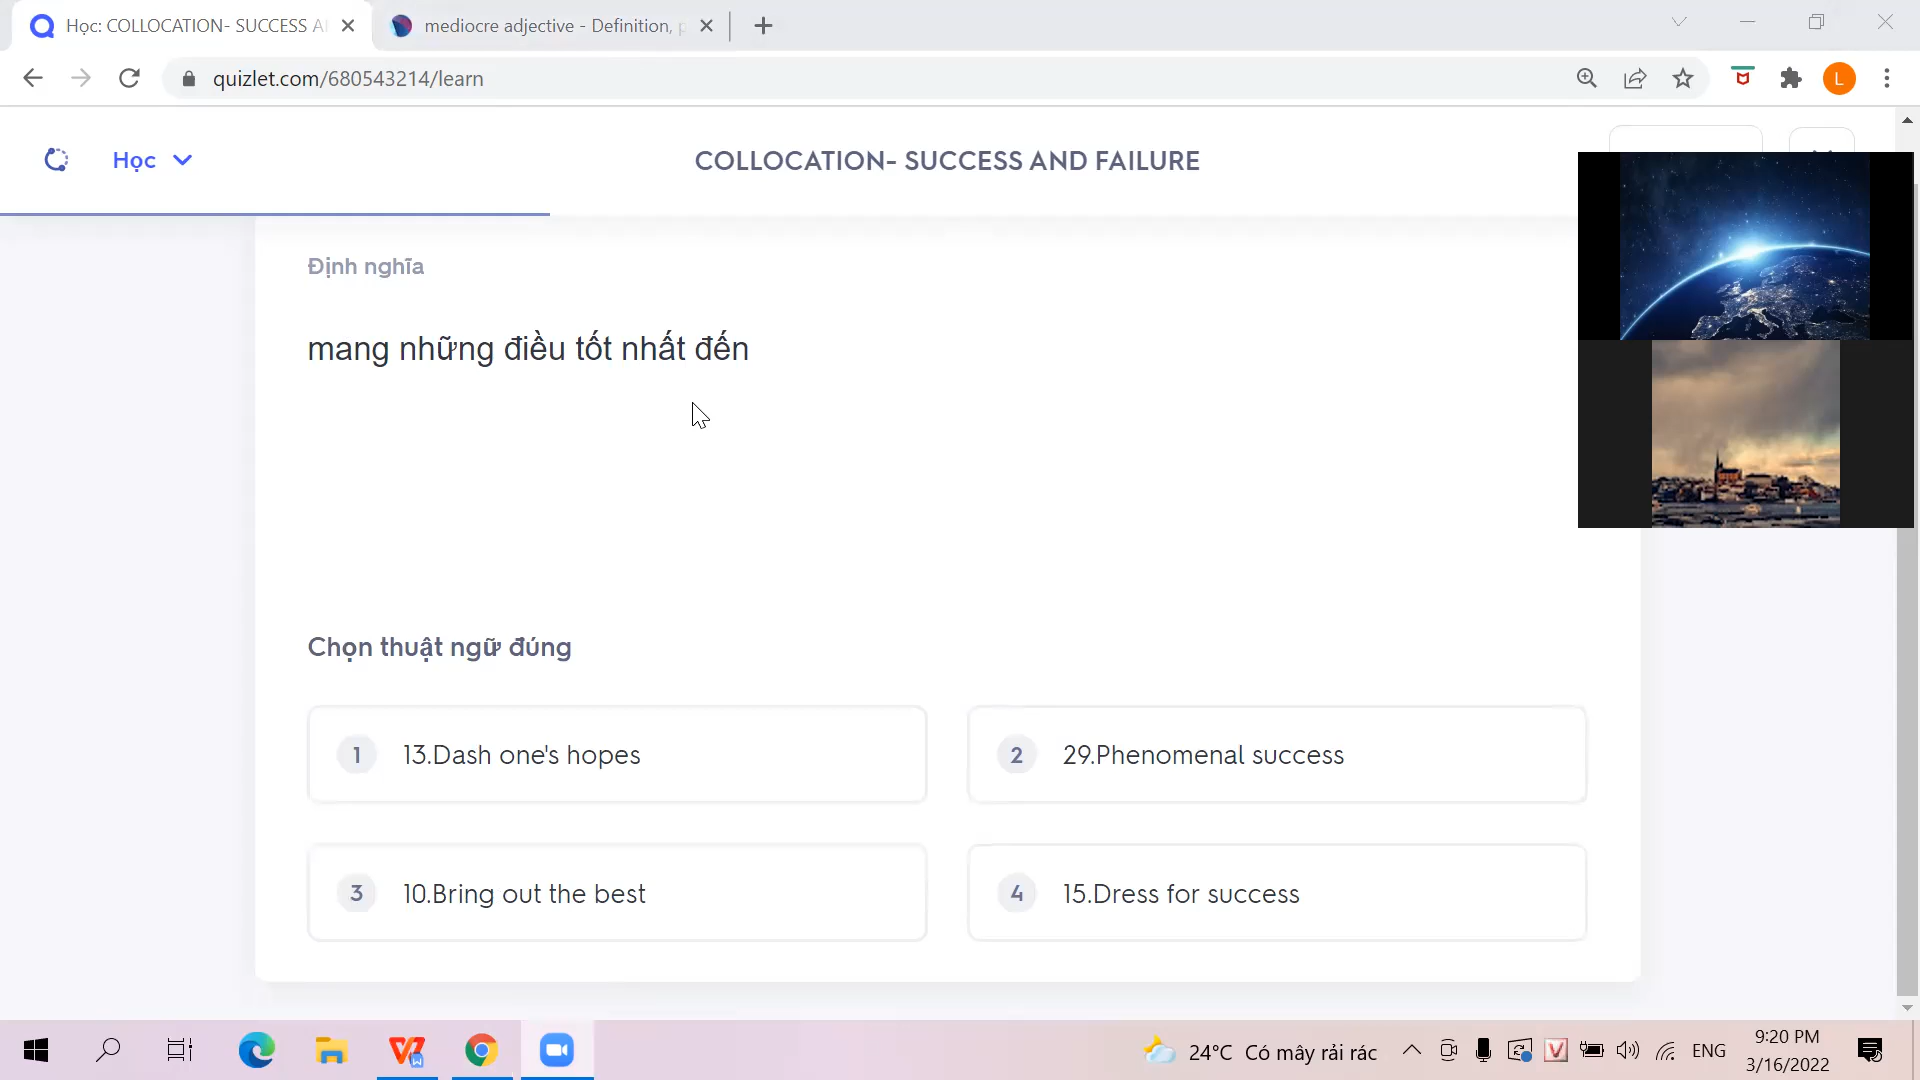 Học: COLLOCATION- SUCCESS A
mediocre adjective - Definition,
quizlet.com/680543214/learn
L
Học
COLLOCATION- SUCCESS AND FAILURE
Định nghĩa
mang những điều tốt nhất đến
Chọn thuật ngữ đúng
1 13.Dash one's hopes
2 29.Phenomenal success
3 10.Bring out the best
4 15.Dress for success
24°C Có mây rải rác
ENG
9:20 PM
3/16/2022